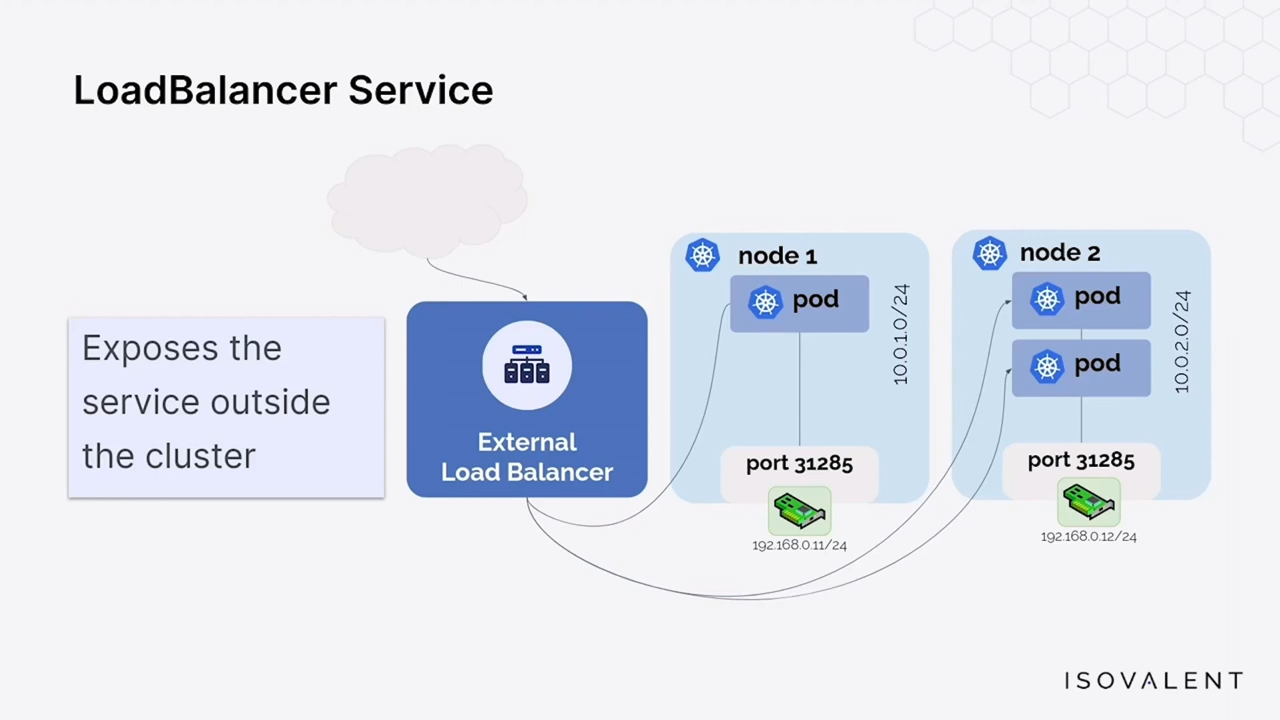 LoadBalancer Service
Exposes the
service outside
the cluster
External
Load Balancer
node 1
pod
10.0.1.0/24
port 31285
192.168.0.11/24
node 2
pod
pod
10.0.2.0/24
port 31285
192.168.0.12/24
ISOVALENT